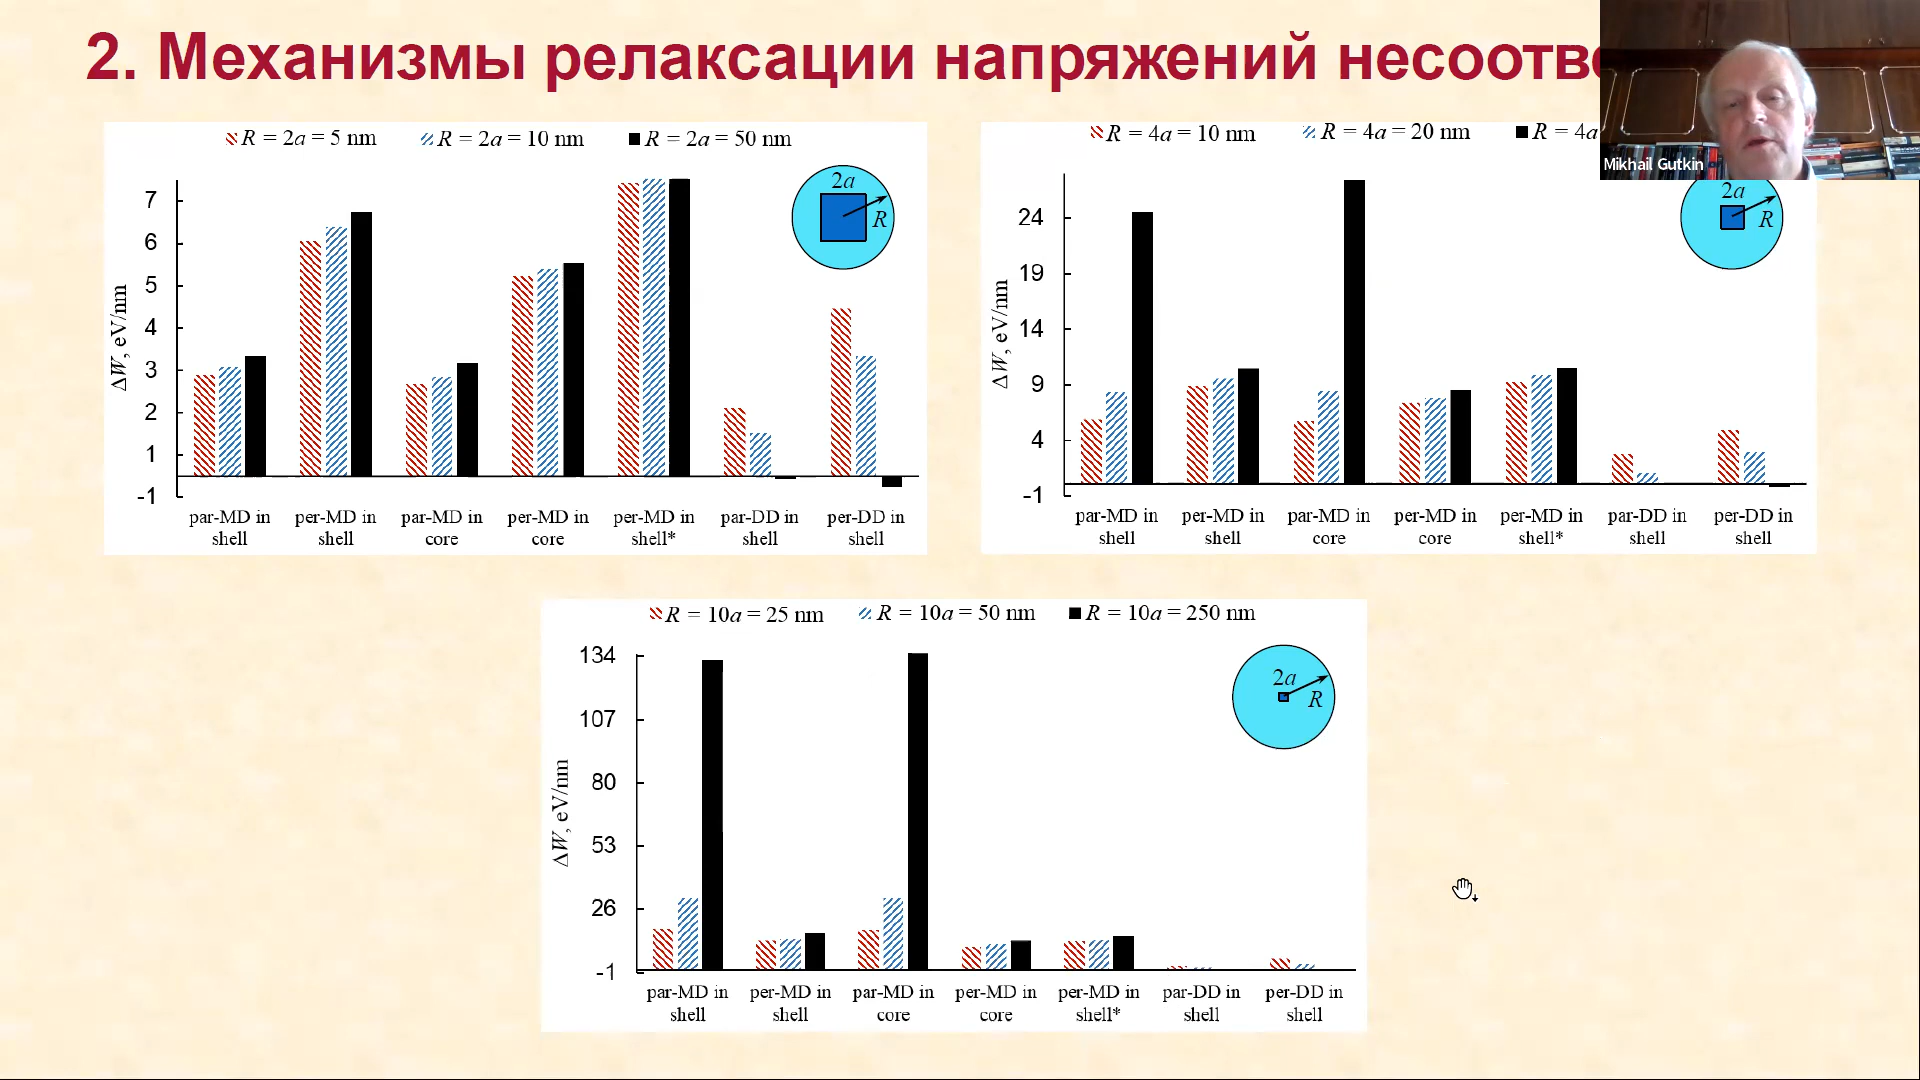 2. Механизмы релаксации напряжений несоотв
Mikhail Gutkin
R = 2a = 5 nm R = 2a = 10 nm R = 2a = 50 nm
2a
R
7
6
5
4
3
2
1
-1
ΔW, eV/nm
par-MD in shell
per-MD in shell
par-MD in core
per-MD in core
per-MD in shell*
par-DD in shell
per-DD in shell
R = 4a = 10 nm R = 4a = 20 nm R = 4a
2a
R
24
19
14
9
4
-1
ΔW, eV/nm
par-MD in shell
per-MD in shell
par-MD in core
per-MD in core
per-MD in shell*
par-DD in shell
per-DD in shell
R = 10a = 25 nm R = 10a = 50 nm R = 10a = 250 nm
2a
R
134
107
80
53
26
-1
ΔW, eV/nm
par-MD in shell
per-MD in shell
par-MD in core
per-MD in core
per-MD in shell*
par-DD in shell
per-DD in shell